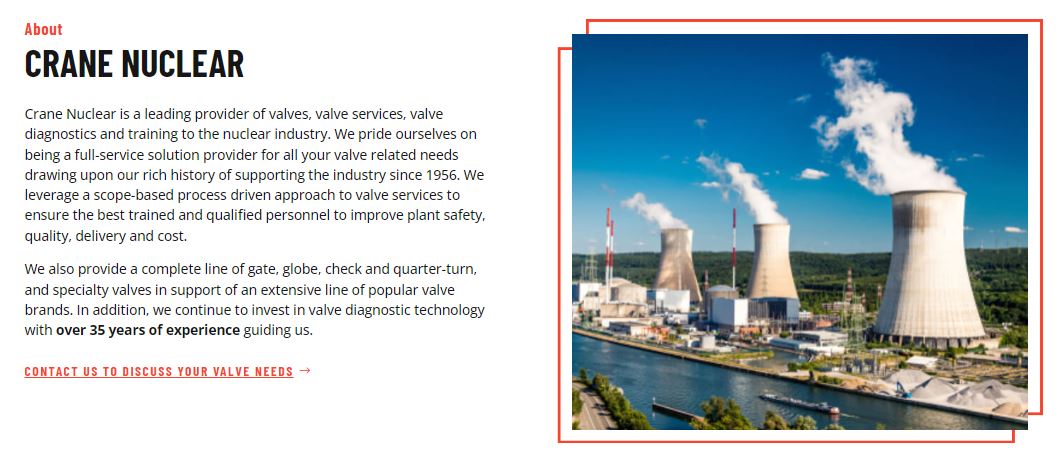 About
CRANE NUCLEAR
Crane Nuclear is a leading provider of valves, valve services, valve
diagnostics and training to the nuclear industry. We pride ourselves on
being a full-service solution provider for all your valve related needs
drawing upon our rich history of supporting the industry since 1956. We
leverage a scope-based process driven approach to valve services to
ensure the best trained and qualified personnel to improve plant safety,
quality, delivery and cost.
We also provide a complete line of gate, globe, check and quarter-turn,
and specialty valves in support of an extensive line of popular valve
brands. In addition, we continue to invest in valve diagnostic technology
with over 35 years of experience guiding us.
CONTACT US TO DISCUSS YOUR VALVE NEEDS →